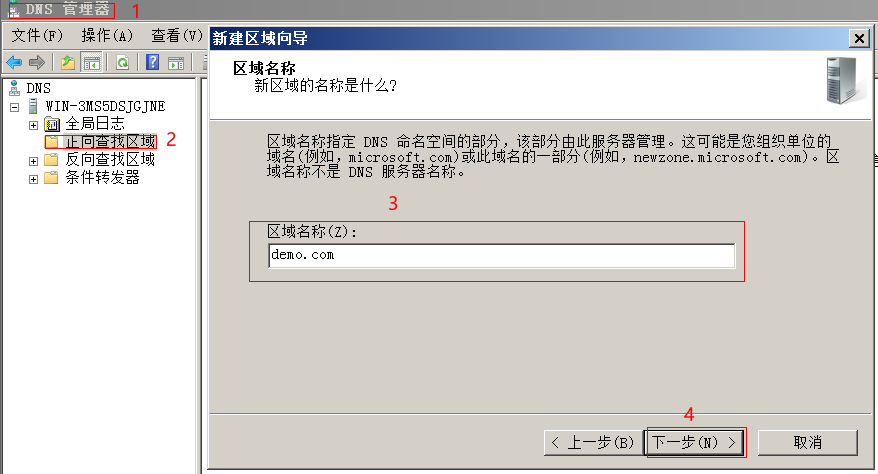 DNS 管理器 1
文件(F) 操作(A) 查看(V)
DNS
WIN-3MS5DSJGJNE
全局日志
正向查找区域 2
反向查找区域
条件转发器
新建区域向导
区域名称
新区域的名称是什么?
区域名称指定 DNS 命名空间的部分，该部分由此服务器管理。这可能是您组织单位的
域名(例如，microsoft.com)或此域名的一部分(例如，newzone.microsoft.com)。区
域名称不是 DNS 服务器名称。
3
区域名称(Z):
demo.com
4
< 上一步(B) 下一步(N) > 取消